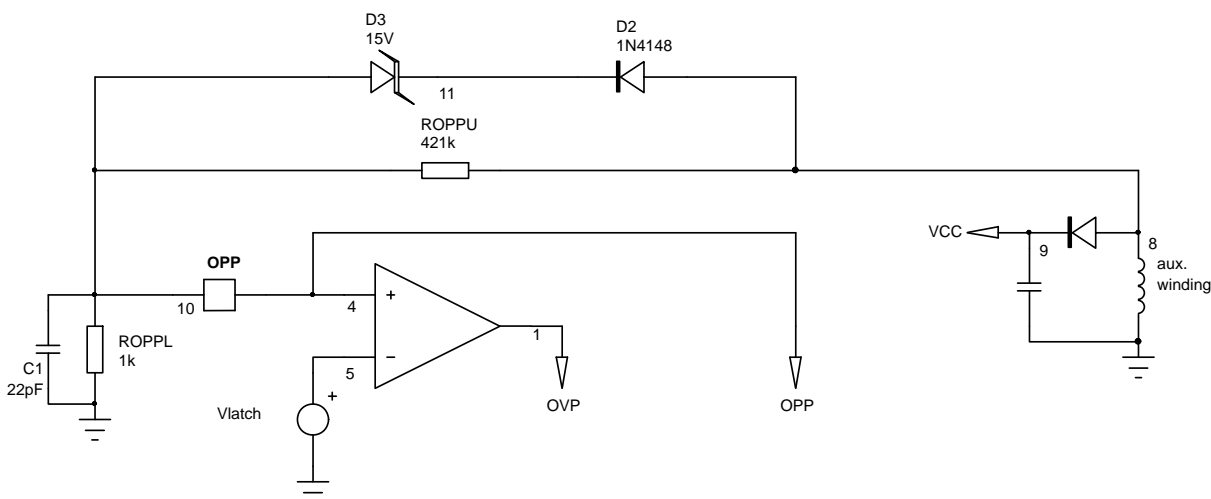 D3
15V
D2
1N4148
11
ROPPU
421k
VCC
9
8
aux.
winding
OPP
10
4
+
ROPPL
1k
C1
22pF
−
5
1
+
Vlatch
OVP
OPP